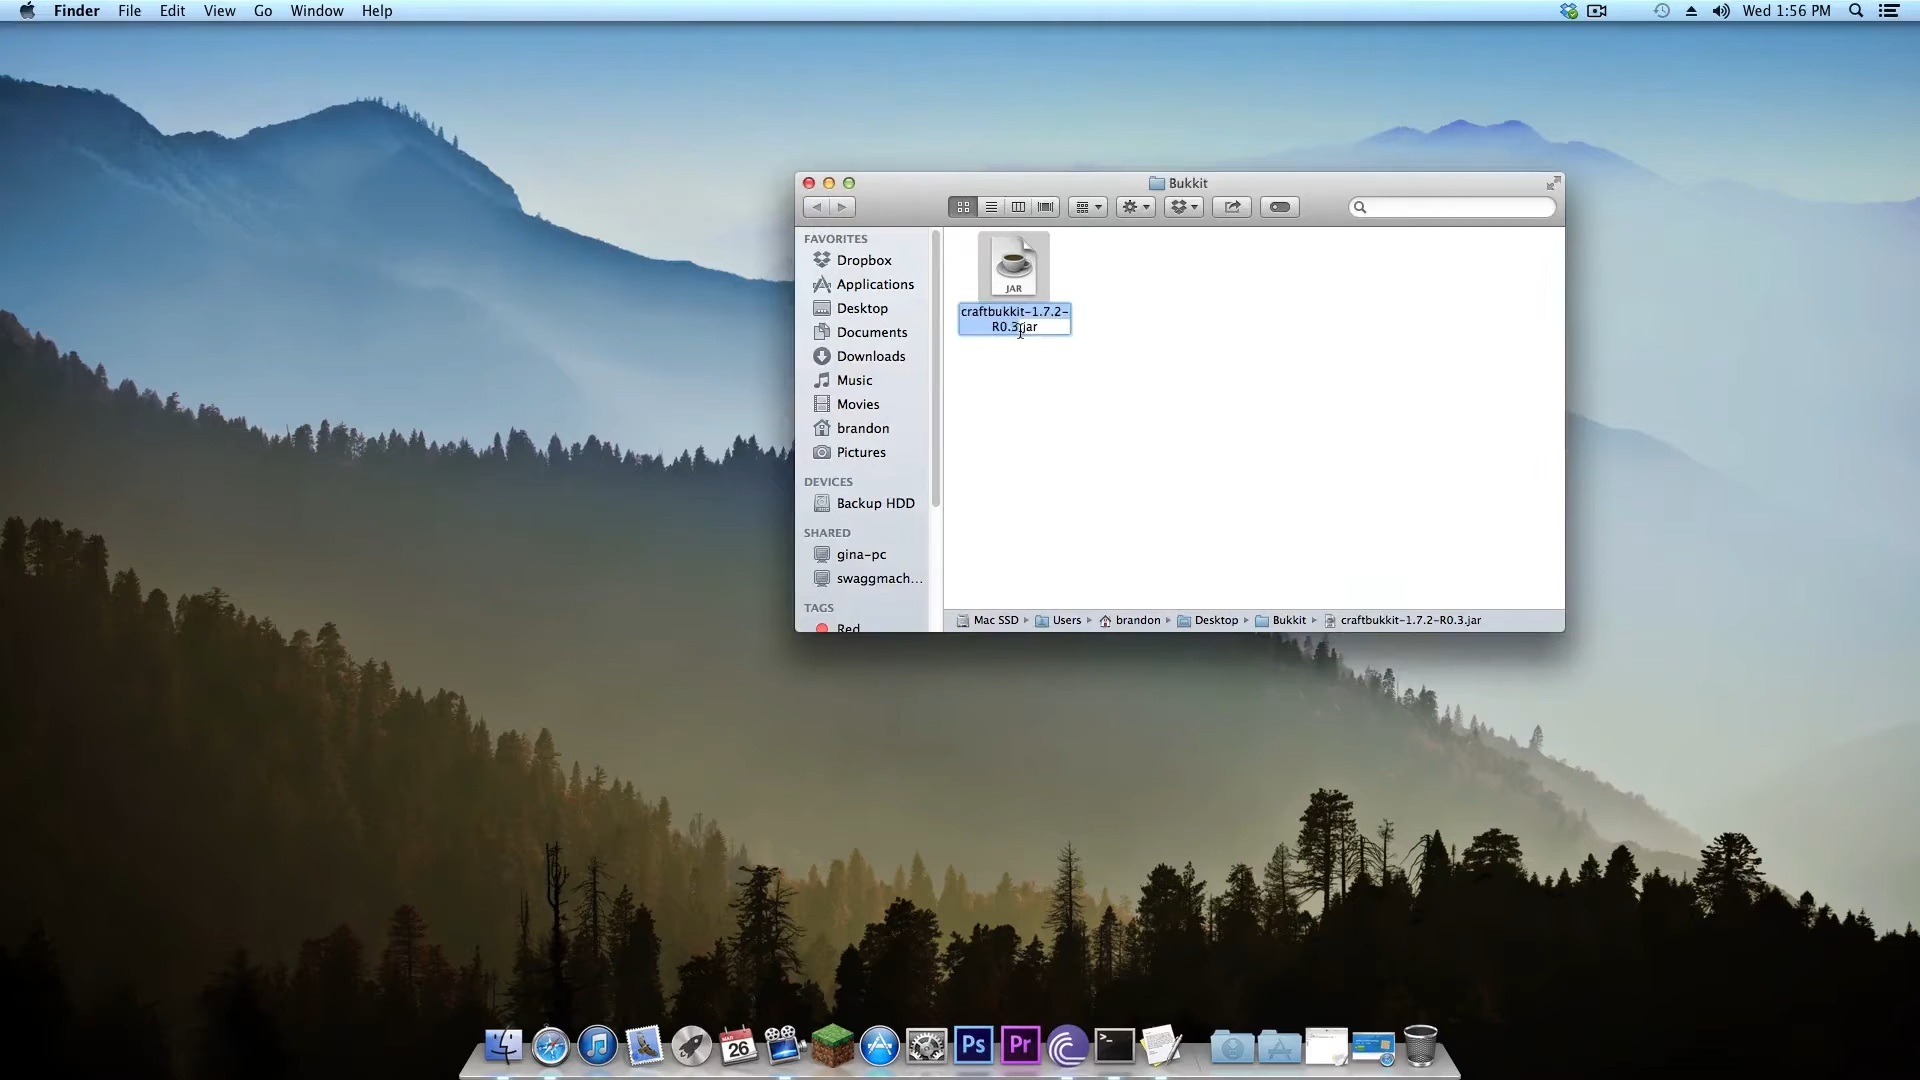 Finder File Edit View Go Window Help
Wed 1:56 PM
Bukkit
FAVORITES
Dropbox
Applications
Desktop
Documents
Downloads
Music
Movies
brandon
Pictures
DEVICES
Backup HDD
SHARED
gina-pc
swaggmach...
TAGS
Red
JAR
craftbukkit-1.7.2-
R0.3.jar
Mac SSD Users brandon Desktop Bukkit craftbukkit-1.7.2-R0.3.jar
MAR
26
Ps
Pr
>_